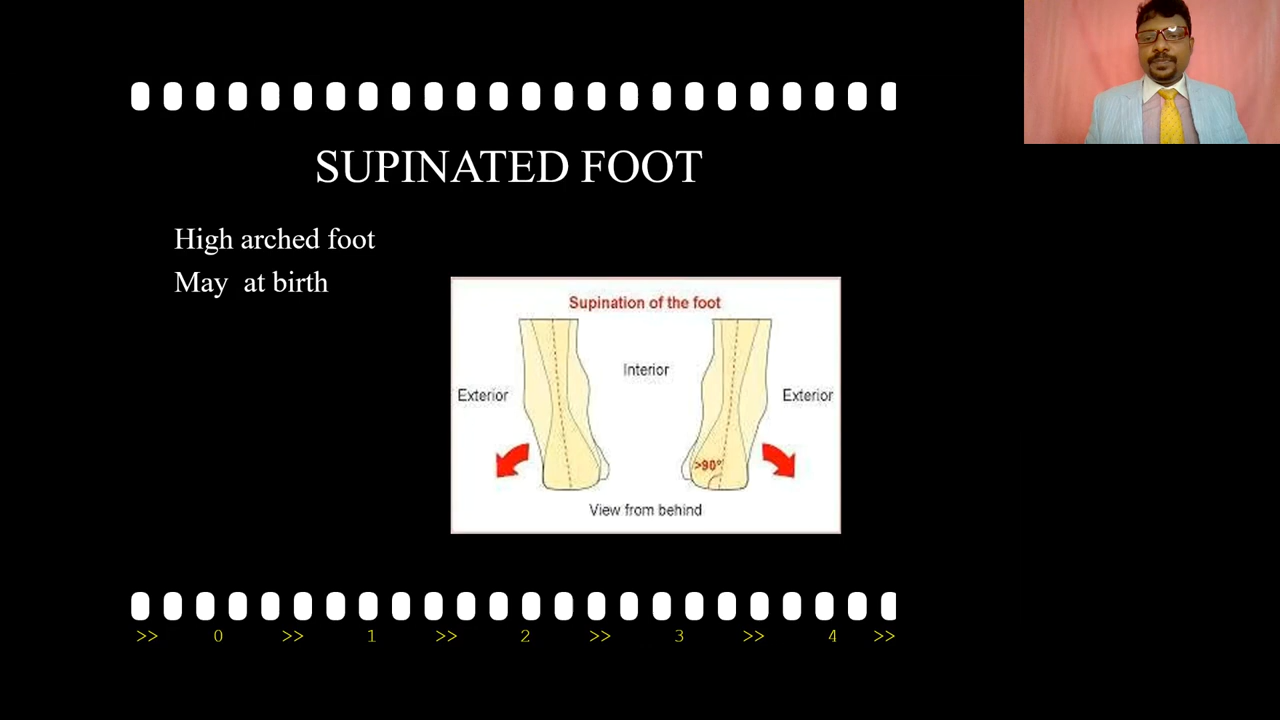 SUPINATED FOOT
High arched foot
May  at birth
Supination of the foot
Interior
Exterior
Exterior
>90°
View from behind
>> 0 >> 1 >> 2 >> 3 >> 4 >>